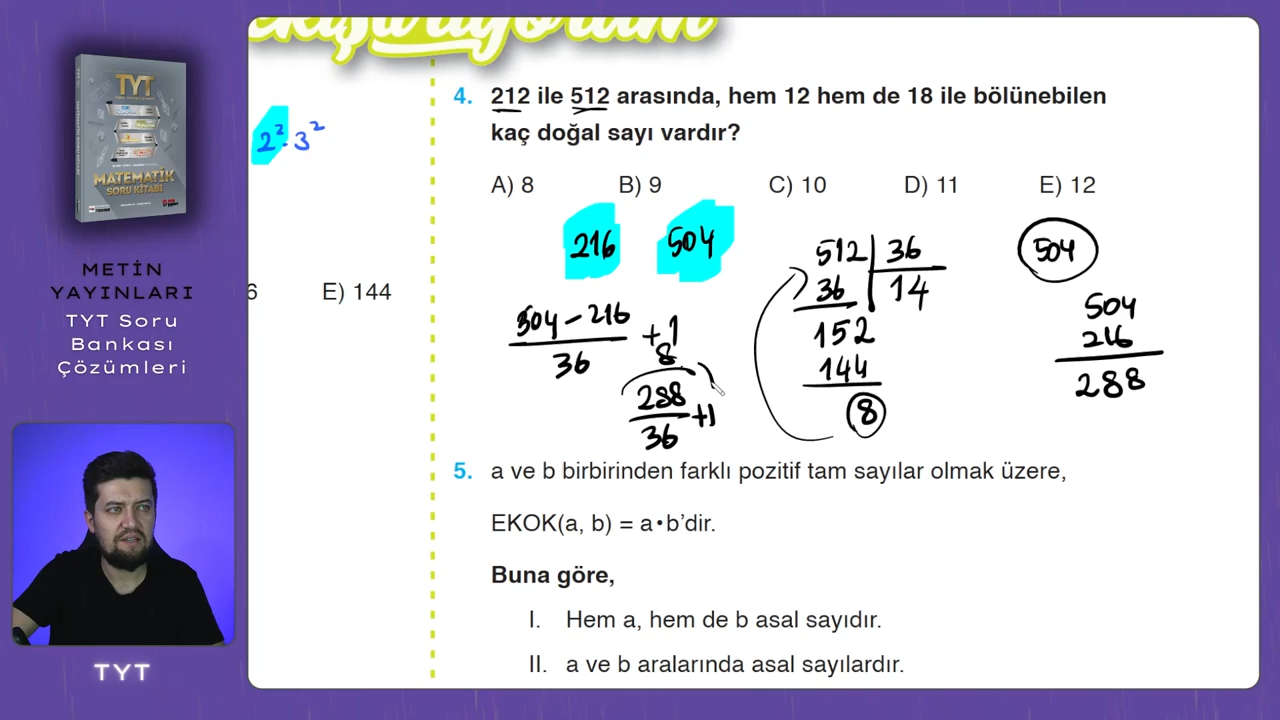 TYT
MATEMATİK
SORU KİTABI
METİN
YAYINLARI
TYT Soru
Bankası
Çözümleri
TYT
2². 3²
6 E) 144
4. 212 ile 512 arasında, hem 12 hem de 18 ile bölünebilen
kaç doğal sayı vardır?
A) 8 B) 9 C) 10 D) 11 E) 12
216 504
504 – 216
36
+1
8
288
36
+1
512 36
36 14
152
144
8
504
504
216
288
5. a ve b birbirinden farklı pozitif tam sayılar olmak üzere,
EKOK(a, b) = a•b’dir.
Buna göre,
I. Hem a, hem de b asal sayıdır.
II. a ve b aralarında asal sayılardır.